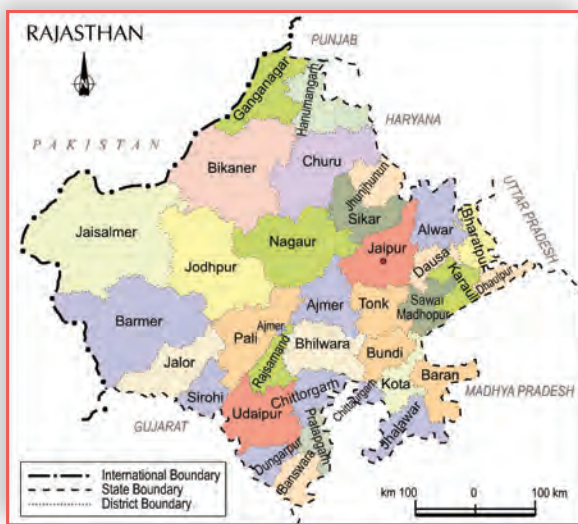 RAJASTHAN
PUNJAB
Ganganagar
Hanumangarh
HARYANA
PAKISTAN
Bikaner
Churu
Jhunjhunun
UTTAR PRADESH
Sikar
Alwar
Bharatpur
Jaisalmer
Nagaur
Jaipur
Jodhpur
Dausa
Karauli
Dhaulpur
Ajmer
Tonk
Sawai
Madhopur
Barmer
Pali
Ajmer
Rajsamand
Bhilwara
Bundi
Jalor
Kota
Baran
MADHYA PRADESH
Sirohi
Chittorgarh
Chittaurgarh
GUJARAT
Udaipur
Pratapgarh
Jhalawar
Dungarpur
Banswara
International Boundary
State Boundary
District Boundary
km 100 0 100 km